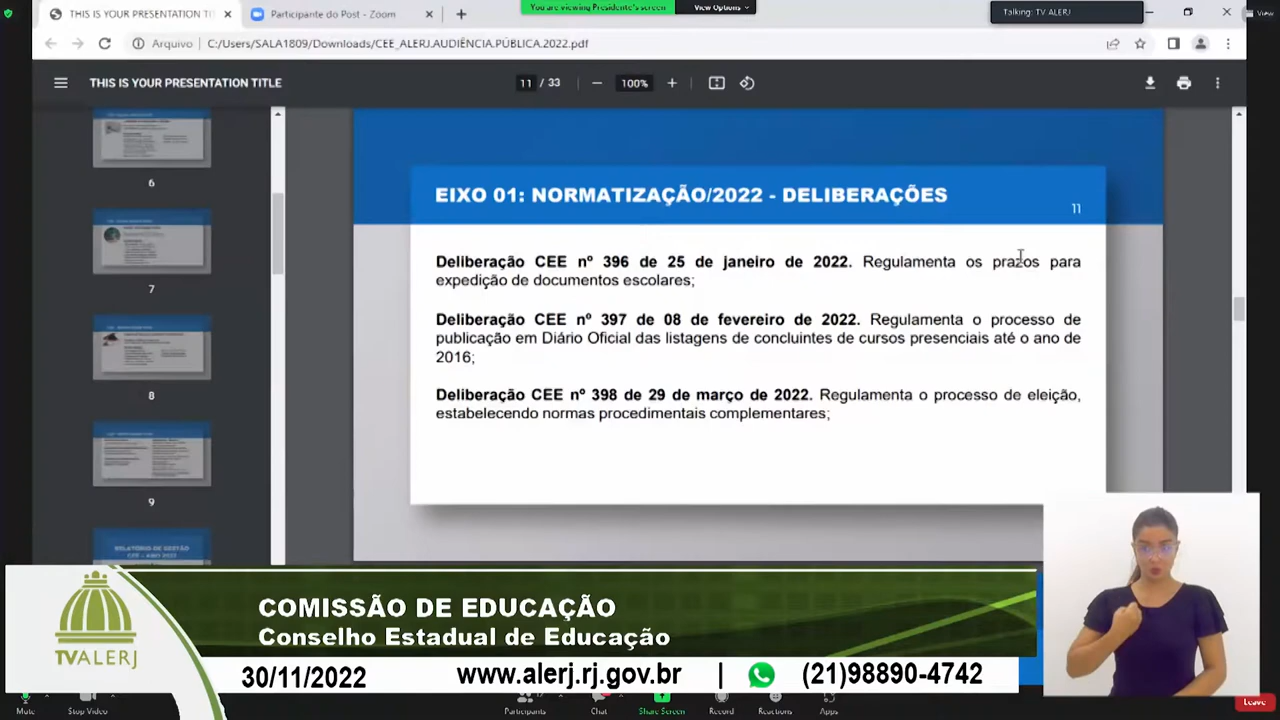 You are viewing Presidente's screen
View Options
Talking: TV ALERJ
View
THIS IS YOUR PRESENTATION TI
Participante do Post - Zoom
Arquivo
C:/Users/SALA1809/Downloads/CEE_ALERJ.AUDIÊNCIA.PÚBLICA.2022.pdf
THIS IS YOUR PRESENTATION TITLE
11 / 33
100%
6
7
8
9
RELATÓRIO DE GESTÃO
EIXO 01: NORMATIZAÇÃO/2022 - DELIBERAÇÕES
11
Deliberação CEE nº 396 de 25 de janeiro de 2022. Regulamenta os prazos para
expedição de documentos escolares;
Deliberação CEE nº 397 de 08 de fevereiro de 2022. Regulamenta o processo de
publicação em Diário Oficial das listagens de concluintes de cursos presenciais até o ano de
2016;
Deliberação CEE nº 398 de 29 de março de 2022. Regulamenta o processo de eleição,
estabelecendo normas procedimentais complementares;
COMISSÃO DE EDUCAÇÃO
Conselho Estadual de Educação
TVALERJ
30/11/2022
www.alerj.rj.gov.br | (21)98890-4742
Mute
Stop Video
Participants
Chat
Share Screen
Record
Reactions
Apps
Leave